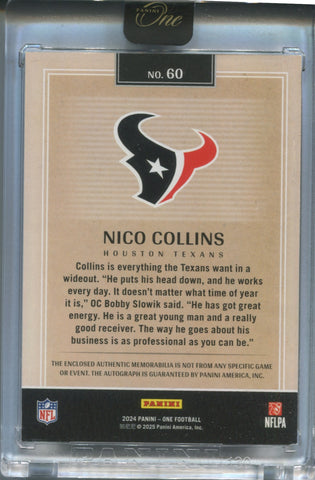 PANINI
One
NO. 60
NICO COLLINS
HOUSTON TEXANS
Collins is everything the Texans want in a
wideout. “He puts his head down, and he works
every day. It doesn’t matter what time of year
it is,” OC Bobby Slowik said. “He has got great
energy. He is a great young man and a really
good receiver. The way he goes about his
business is as professional as you can be.”
THE ENCLOSED AUTHENTIC MEMORABILIA IS NOT FROM ANY SPECIFIC GAME
OR EVENT. THE AUTOGRAPH IS GUARANTEED BY PANINI AMERICA, INC.
NFL
PANINI
NFLPA
2024 PANINI – ONE FOOTBALL
© 2025 Panini America, Inc.